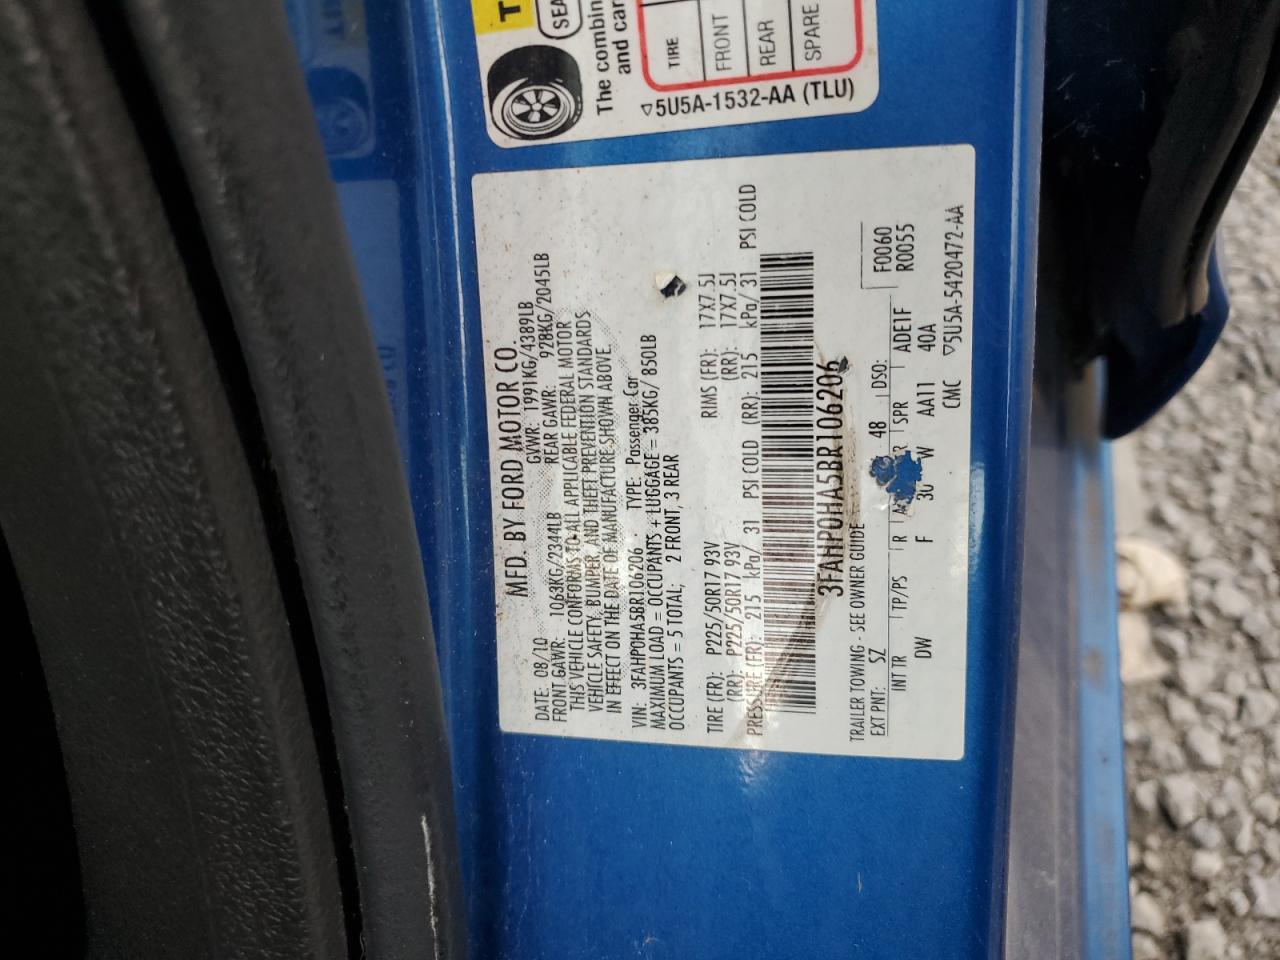 T
SEA
The combin
and car
TIRE
FRONT
REAR
SPARE
5U5A-1532-AA (TLU)
MFD. BY FORD MOTOR CO.
DATE: 08/10 GVWR: 1991KG/4389LB
FRONT GAWR: 1063KG/2344LB REAR GAWR: 928KG/2045LB
THIS VEHICLE CONFORMS TO ALL APPLICABLE FEDERAL MOTOR
VEHICLE SAFETY, BUMPER, AND THEFT PREVENTION STANDARDS
IN EFFECT ON THE DATE OF MANUFACTURE SHOWN ABOVE.
VIN: 3FAHP0HA5BR106206 TYPE: Passenger Car
MAXIMUM LOAD = OCCUPANTS + LUGGAGE = 385KG/ 850LB
OCCUPANTS = 5 TOTAL, 2 FRONT, 3 REAR
TIRE (FR): P225/50R17 93V RIMS (FR): 17X7.5J
(RR): P225/50R17 93V (RR): 17X7.5J
PRESSURE (FR): 215 kPa/ 31 PSI COLD (RR): 215 kPa/ 31 PSI COLD
3FAHP0HA5BR106206
TRAILER TOWING - SEE OWNER GUIDE
F0060
EXT PNT: SZ 48 DSO: R0055
INT TR TP/PS R R SPR ADE1F
DW F 30 W AA11 40A
CMC 5U5A-5420472-AA